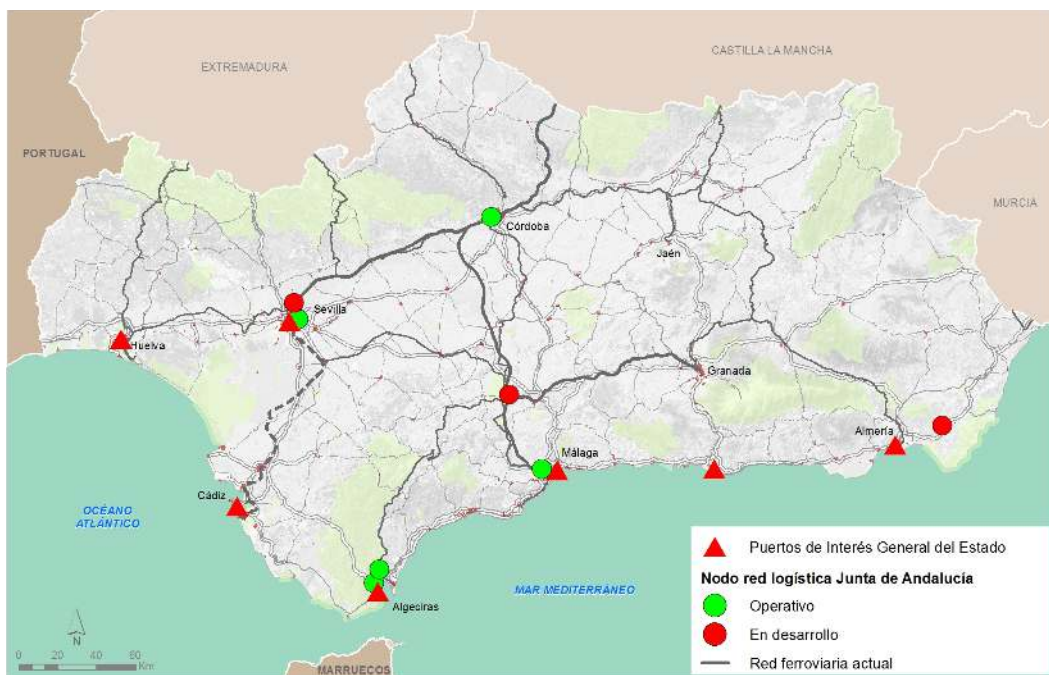 EXTREMADURA
CASTILLA LA MANCHA
PORTUGAL
MURCIA
Córdoba
Jaén
Sevilla
Huelva
Granada
Almería
Málaga
Cádiz
OCÉANO
ATLÁNTICO
MAR MEDITERRÁNEO
Algeciras
MARRUECOS
N
0 20 40 60
Km
Puertos de Interés General del Estado
Nodo red logística Junta de Andalucía
Operativo
En desarrollo
Red ferroviaria actual